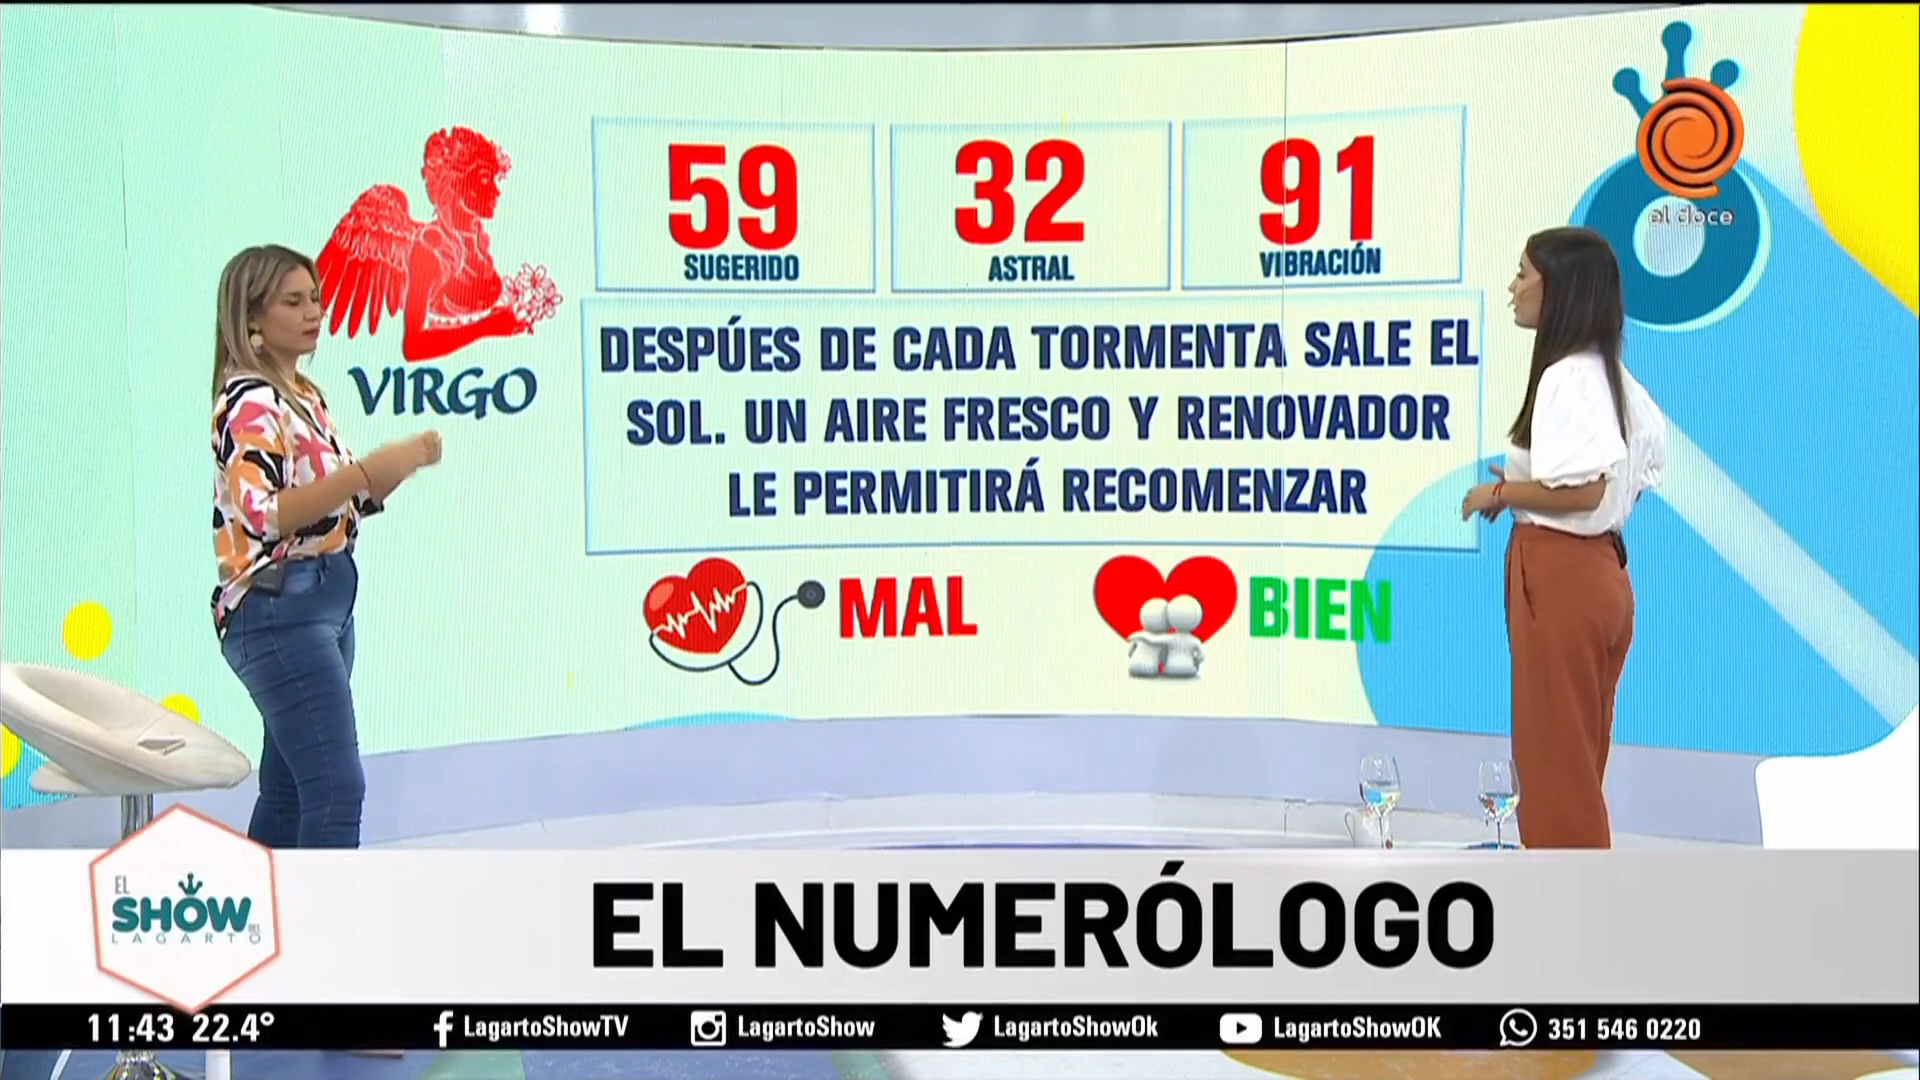 59
SUGERIDO
32
ASTRAL
91
VIBRACIÓN
el doce
VIRGO
DESPÚES DE CADA TORMENTA SALE EL
SOL. UN AIRE FRESCO Y RENOVADOR
LE PERMITIRÁ RECOMENZAR
MAL
BIEN
EL
SHOW
DEL
LAGARTO
EL NUMERÓLOGO
11:43 22.4°
LagartoShowTV
LagartoShow
LagartoShowOk
LagartoShowOK
351 546 0220